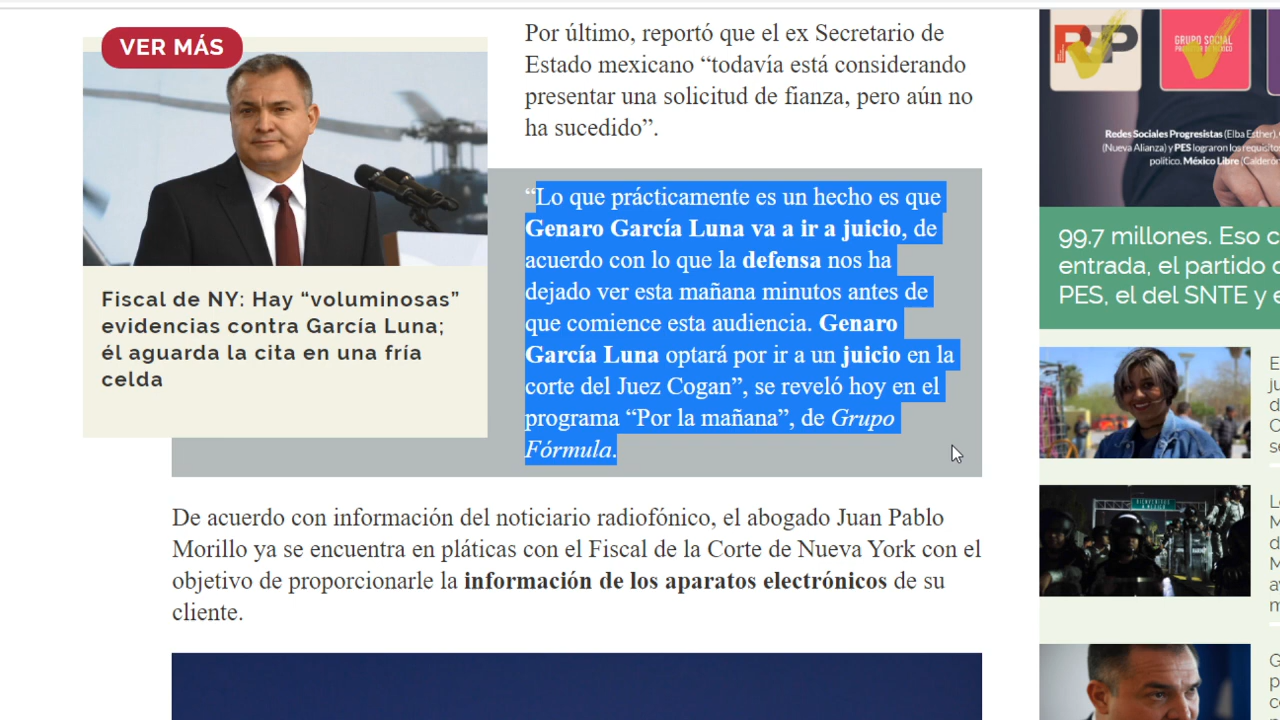 VER MÁS
Fiscal de NY: Hay “voluminosas”
evidencias contra García Luna;
él aguarda la cita en una fría
celda
Por último, reportó que el ex Secretario de
Estado mexicano “todavía está considerando
presentar una solicitud de fianza, pero aún no
ha sucedido”.
“Lo que prácticamente es un hecho es que
Genaro García Luna va a ir a juicio, de
acuerdo con lo que la defensa nos ha
dejado ver esta mañana minutos antes de
que comience esta audiencia. Genaro
García Luna optará por ir a un juicio en la
corte del Juez Cogan”, se reveló hoy en el
programa “Por la mañana”, de Grupo
Fórmula.
De acuerdo con información del noticiario radiofónico, el abogado Juan Pablo
Morillo ya se encuentra en pláticas con el Fiscal de la Corte de Nueva York con el
objetivo de proporcionarle la información de los aparatos electrónicos de su
cliente.
GRUPO SOCIAL
Redes Sociales Progresistas (Elba Esther),
(Nueva Alianza) y PES lograron los requisitos
político. México Libre (Calderón
99.7 millones. Eso
entrada, el partido
PES, el del SNTE y